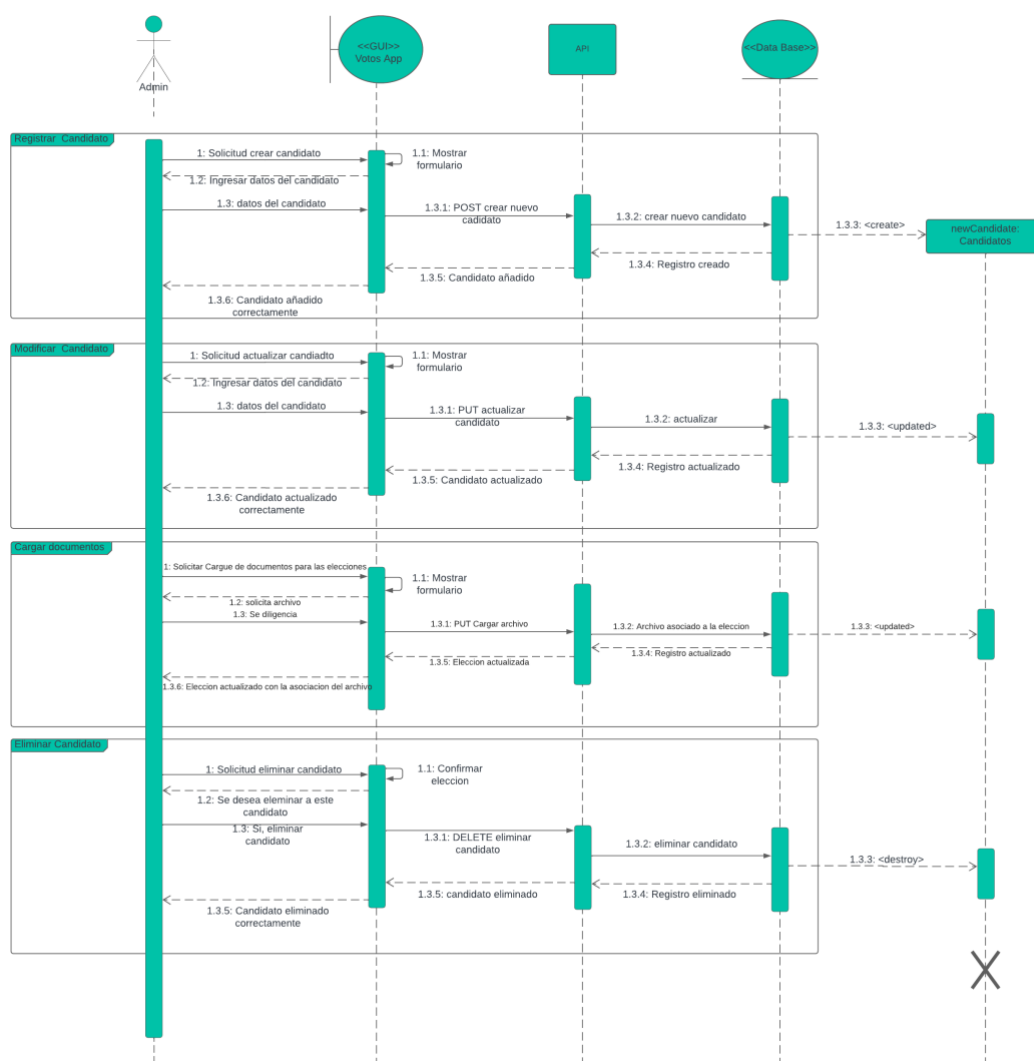 <<GUI>>
Votos App
API
<<Data Base>>
Admin
Registrar Candidato
1: Solicitud crear candidato
1.1: Mostrar
formulario
1.2: Ingresar datos del candidato
1.3: datos del candidato
1.3.1: POST crear nuevo
cadidato
1.3.2: crear nuevo candidato
1.3.3: <create>
newCandidate:
Candidatos
1.3.4: Registro creado
1.3.5: Candidato añadido
1.3.6: Candidato añadido
correctamente
Modificar Candidato
1: Solicitud actualizar candiadto
1.1: Mostrar
formulario
1.2: Ingresar datos del candidato
1.3: datos del candidato
1.3.1: PUT actualizar
candidato
1.3.2: actualizar
1.3.3: <updated>
1.3.4: Registro actualizado
1.3.5: Candidato actualizado
1.3.6: Candidato actualizado
correctamente
Cargar documentos
1: Solicitar Cargue de documentos para las elecciones
1.1: Mostrar
formulario
1.2: solicita archivo
1.3: Se diligencia
1.3.1: PUT Cargar archivo
1.3.2: Archivo asociado a la eleccion
1.3.3: <updated>
1.3.4: Registro actualizado
1.3.5: Eleccion actualizada
1.3.6: Eleccion actualizado con la asociacion del archivo
Eliminar Candidato
1: Solicitud eliminar candidato
1.1: Confirmar
eleccion
1.2: Se desea eleminar a este
candidato
1.3: Si, eliminar
candidato
1.3.1: DELETE eliminar
candidato
1.3.2: eliminar candidato
1.3.3: <destroy>
1.3.4: Registro eliminado
1.3.5: candidato eliminado
1.3.5: Candidato eliminado
correctamente